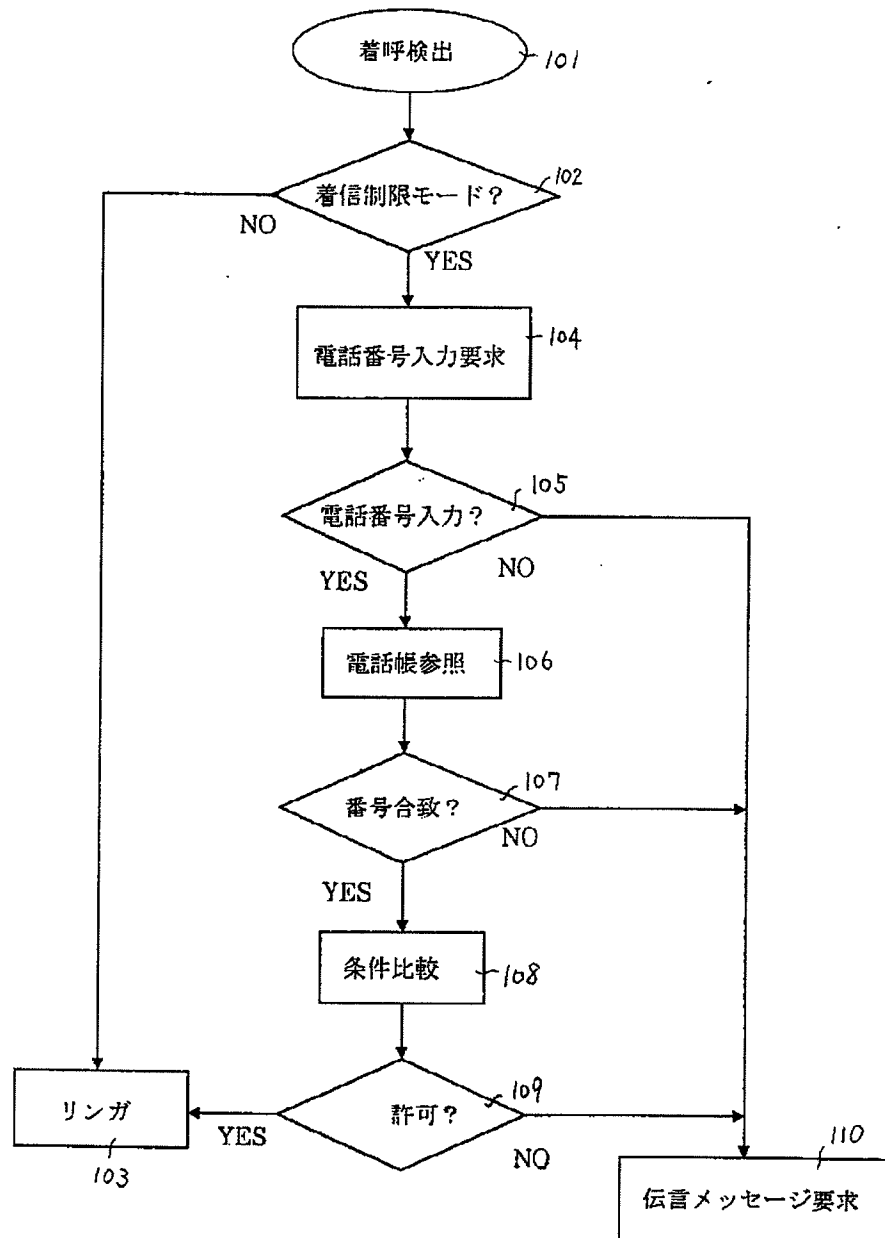 着呼検出
101
着信制限モード?
102
NO
YES
電話番号入力要求
104
電話番号入力?
105
YES
NO
電話帳参照
106
番号合致?
107
NO
YES
条件比較
108
リンガ
103
YES
許可?
109
NO
110
伝言メッセージ要求